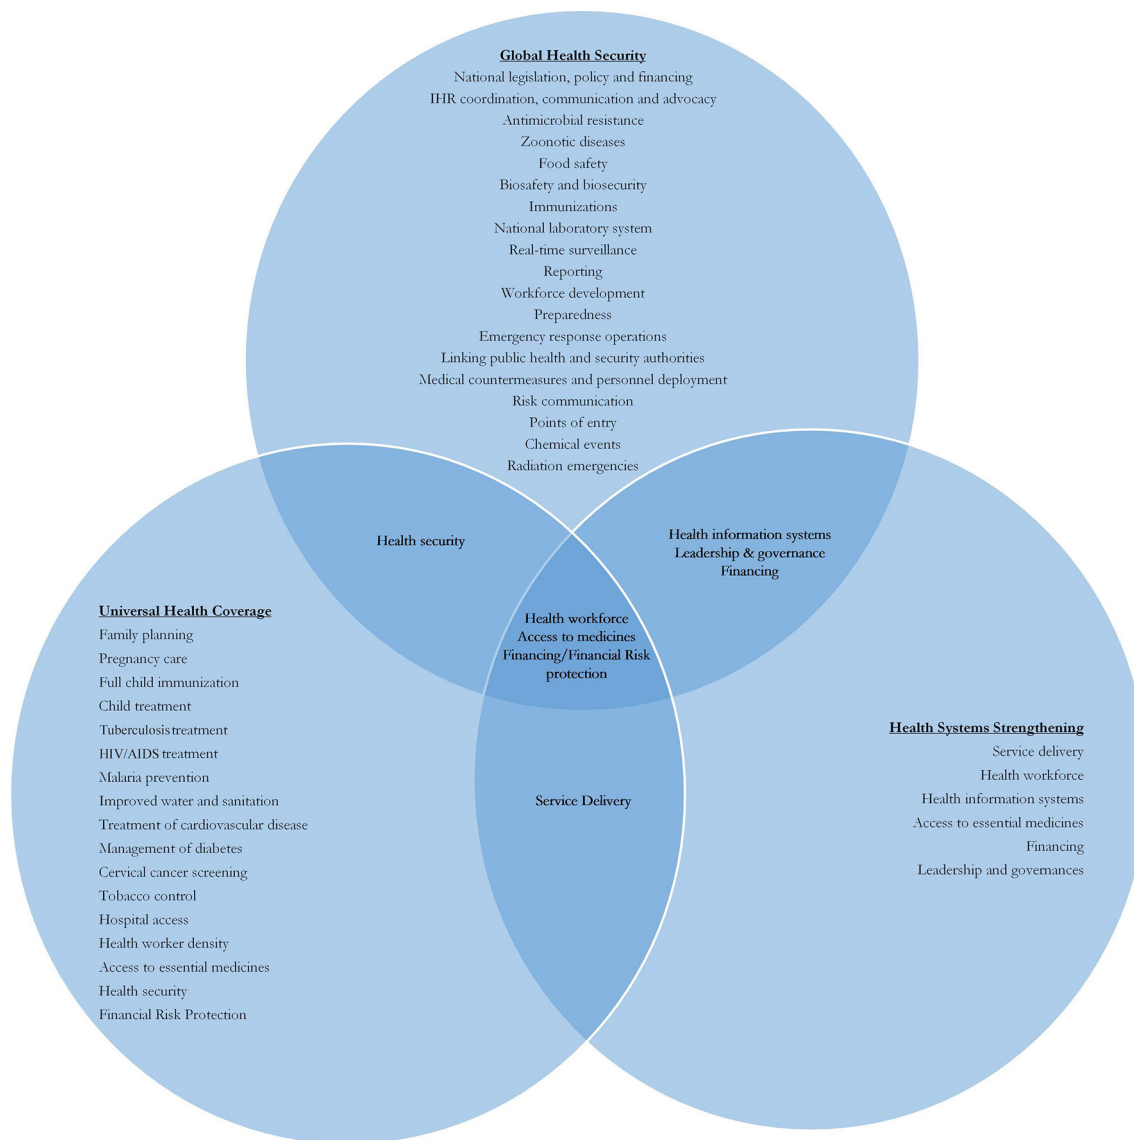 Global Health Security
National legislation, policy and financing
IHR coordination, communication and advocacy
Antimicrobial resistance
Zoonotic diseases
Food safety
Biosafety and biosecurity
Immunizations
National laboratory system
Real-time surveillance
Reporting
Workforce development
Preparedness
Emergency response operations
Linking public health and security authorities
Medical countermeasures and personnel deployment
Risk communication
Points of entry
Chemical events
Radiation emergencies
Health security
Health information systems
Leadership & governance
Financing
Health workforce
Access to medicines
Financing/Financial Risk
protection
Universal Health Coverage
Family planning
Pregnancy care
Full child immunization
Child treatment
Tuberculosis treatment
HIV/AIDS treatment
Malaria prevention
Improved water and sanitation
Treatment of cardiovascular disease
Management of diabetes
Cervical cancer screening
Tobacco control
Hospital access
Health worker density
Access to essential medicines
Health security
Financial Risk Protection
Service Delivery
Health Systems Strengthening
Service delivery
Health workforce
Health information systems
Access to essential medicines
Financing
Leadership and governances